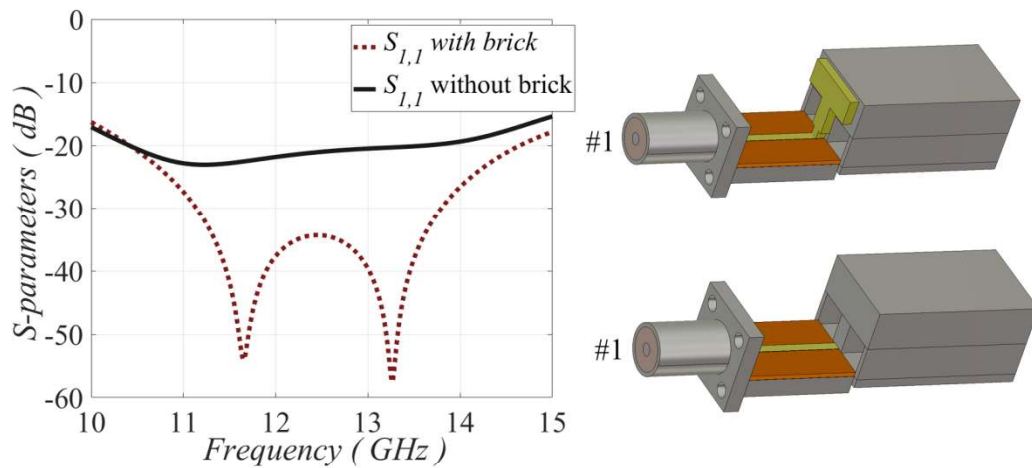 0
-10
-20
-30
-40
-50
-60
S-parameters ( dB )
S1,1 with brick
S1,1 without brick
10 11 12 13 14 15
Frequency ( GHz )
#1
#1